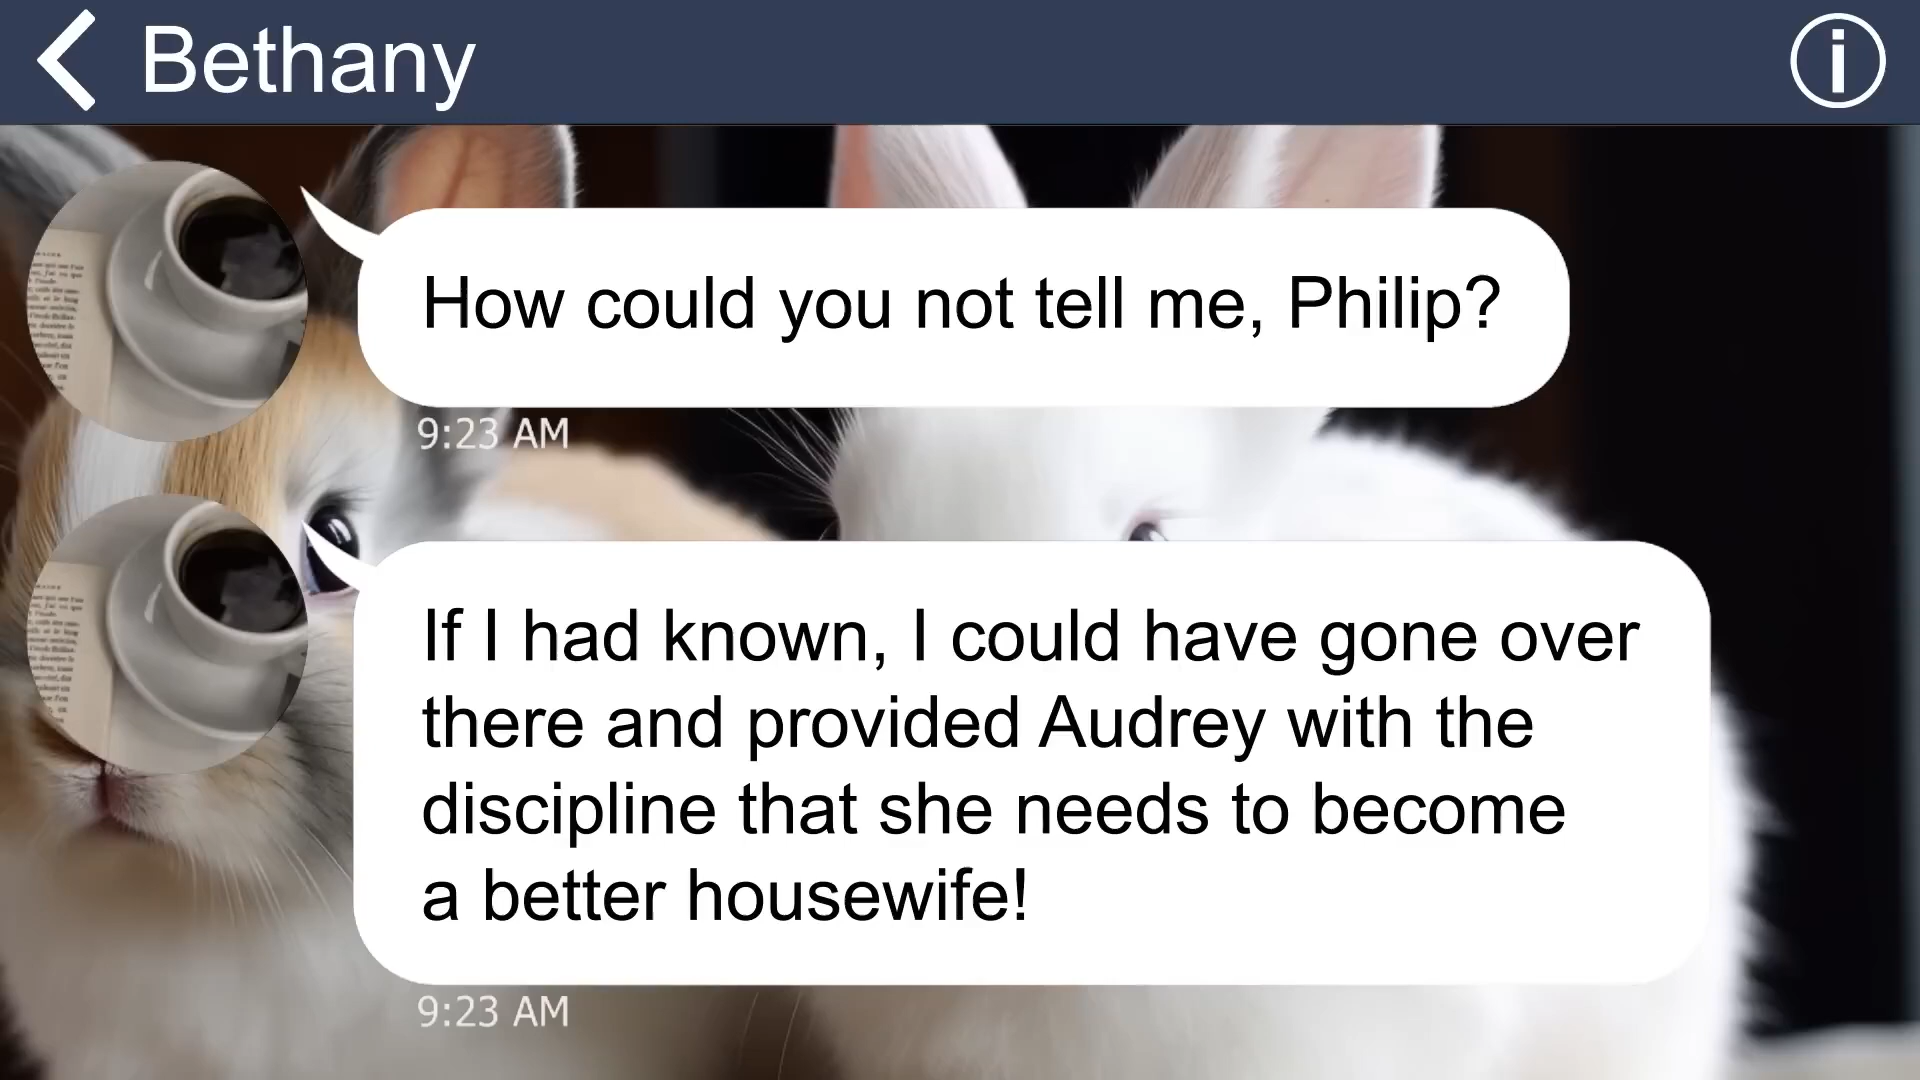 Bethany
How could you not tell me, Philip?
9:23 AM
If I had known, I could have gone over
there and provided Audrey with the
discipline that she needs to become
a better housewife!
9:23 AM